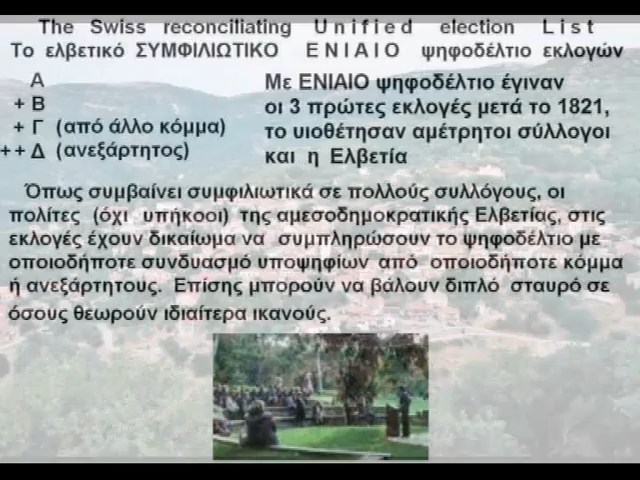 The Swiss reconciliating Unified election List
Το ελβετικό ΣΥΜΦΙΛΙΩΤΙΚΟ ΕΝΙΑΙΟ ψηφοδέλτιο εκλογών
Α
+ Β
+ Γ (από άλλο κόμμα)
++ Δ (ανεξάρτητος)
Με ΕΝΙΑΙΟ ψηφοδέλτιο έγιναν
οι 3 πρώτες εκλογές μετά το 1821,
το υιοθέτησαν αμέτρητοι σύλλογοι
και η Ελβετία
Όπως συμβαίνει συμφιλιωτικά σε πολλούς συλλόγους, οι
πολίτες (όχι υπήκοοι) της αμεσοδημοκρατικής Ελβετίας, στις
εκλογές έχουν δικαίωμα να συμπληρώσουν το ψηφοδέλτιο με
οποιοδήποτε συνδυασμό υποψηφίων από οποιοδήποτε κόμμα
ή ανεξάρτητους. Επίσης μπορούν να βάλουν διπλό σταυρό σε
όσους θεωρούν ιδιαίτερα ικανούς.